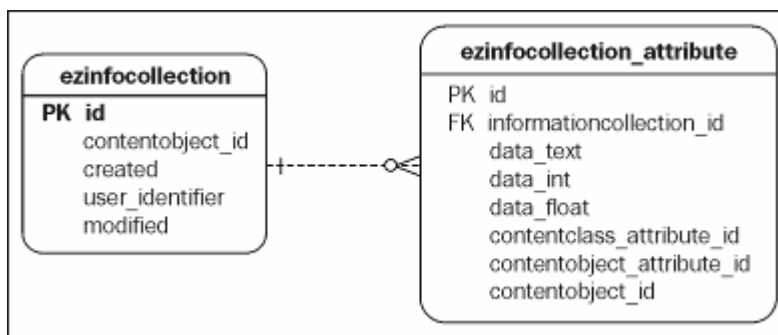 ezinfocollection
PK id
contentobject_id
created
user_identifier
modified
ezinfocollection_attribute
PK id
FK informationcollection_id
data_text
data_int
data_float
contentclass_attribute_id
contentobject_attribute_id
contentobject_id